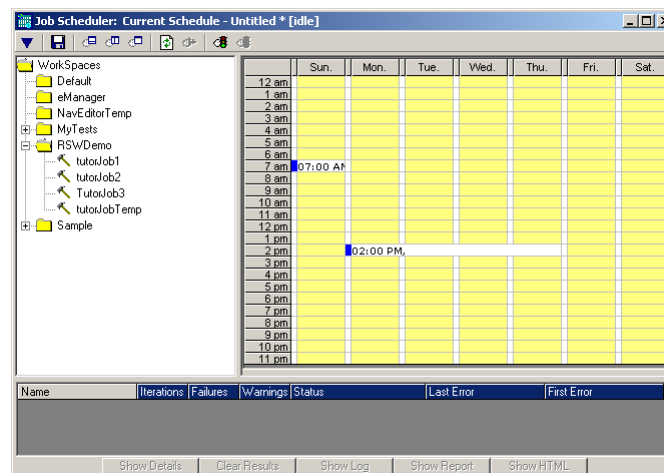 Job Scheduler: Current Schedule - Untitled * [idle]
WorkSpaces
Default
eManager
NavEditorTemp
MyTests
RSWDemo
tutorJob1
tutorJob2
TutorJob3
tutorJobTemp
Sample
Sun. Mon. Tue. Wed. Thu. Fri. Sat.
12 am
1 am
2 am
3 am
4 am
5 am
6 am
7 am 07:00 AM
8 am
9 am
10 am
11 am
12 pm
1 pm
2 pm 02:00 PM,
3 pm
4 pm
5 pm
6 pm
7 pm
8 pm
9 pm
10 pm
11 pm
Name Iterations Failures Warnings Status Last Error First Error
Show Details Clear Results Show Log Show Report Show HTML